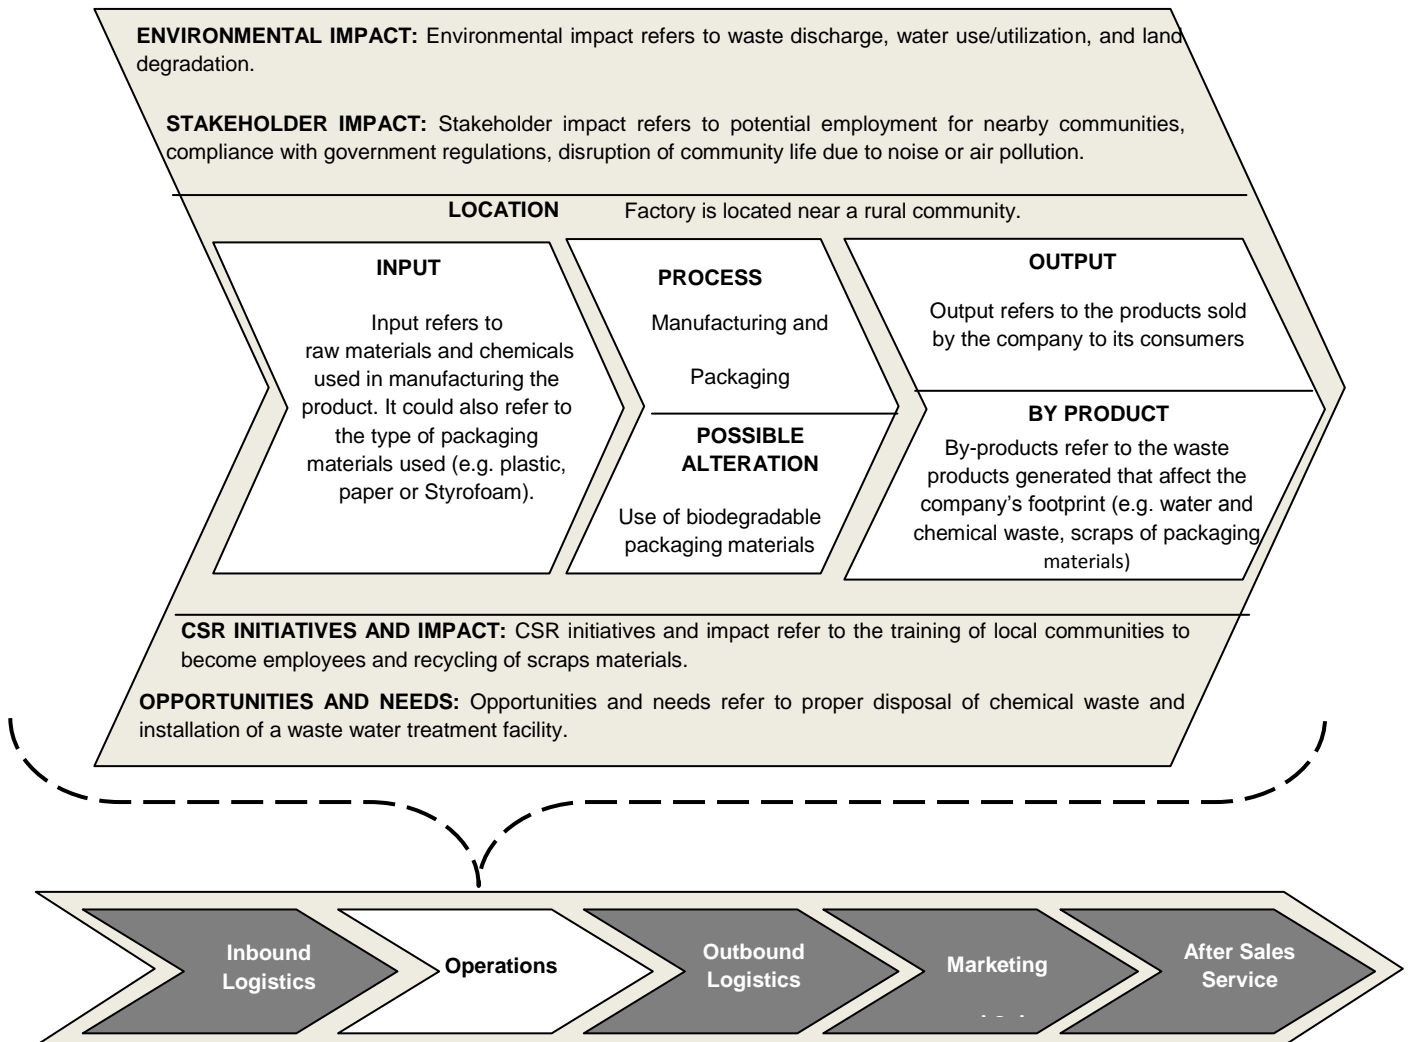 ENVIRONMENTAL IMPACT: Environmental impact refers to waste discharge, water use/utilization, and land
degradation.
STAKEHOLDER IMPACT: Stakeholder impact refers to potential employment for nearby communities,
compliance with government regulations, disruption of community life due to noise or air pollution.
LOCATION Factory is located near a rural community.
INPUT
Input refers to
raw materials and chemicals
used in manufacturing the
product. It could also refer to
the type of packaging
materials used (e.g. plastic,
paper or Styrofoam).
PROCESS
Manufacturing and
Packaging
POSSIBLE
ALTERATION
Use of biodegradable
packaging materials
OUTPUT
Output refers to the products sold
by the company to its consumers
BY PRODUCT
By-products refer to the waste
products generated that affect the
company’s footprint (e.g. water and
chemical waste, scraps of packaging
materials)
CSR INITIATIVES AND IMPACT: CSR initiatives and impact refer to the training of local communities to
become employees and recycling of scraps materials.
OPPORTUNITIES AND NEEDS: Opportunities and needs refer to proper disposal of chemical waste and
installation of a waste water treatment facility.
Inbound
Logistics
Operations
Outbound
Logistics
Marketing
After Sales
Service